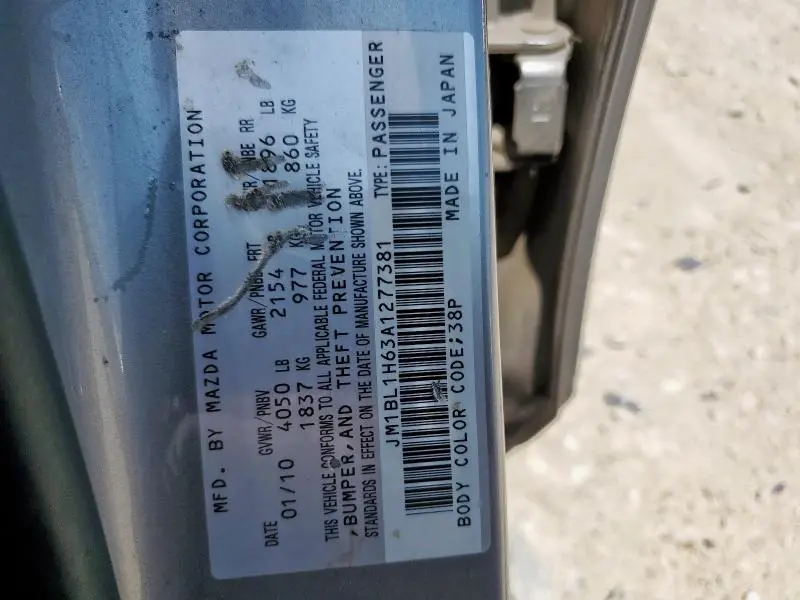 MFD. BY MAZDA MOTOR CORPORATION
DATE GVWR/PNBV GAWR/PNBE FRT RR
01/10 4050 LB 2154 1896 LB
1837 KG 977 KG 860 KG
THIS VEHICLE CONFORMS TO ALL APPLICABLE FEDERAL MOTOR VEHICLE SAFETY
,BUMPER,AND THEFT PREVENTION
STANDARDS IN EFFECT ON THE DATE OF MANUFACTURE SHOWN ABOVE.
JM1BL1H63A1277381 TYPE: PASSENGER
BODY COLOR CODE;38P MADE IN JAPAN